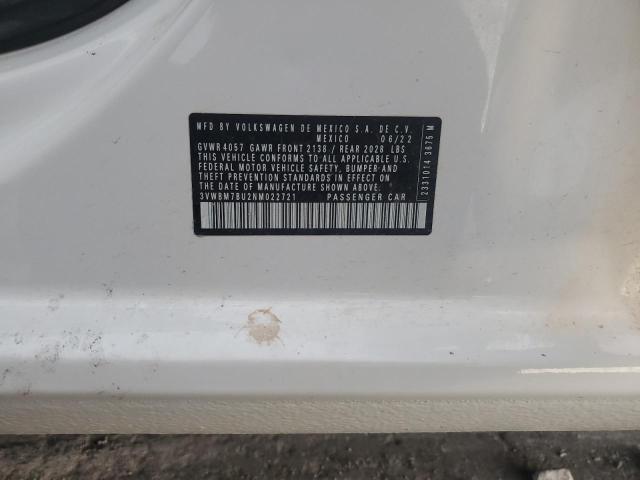 MFD BY VOLKSWAGEN DE MEXICO S.A. DE C.V.
MEXICO 06/22
GVWR 4057 GAWR FRONT 2138 / REAR 2028 LBS
THIS VEHICLE CONFORMS TO ALL APPLICABLE U.S.
FEDERAL MOTOR VEHICLE SAFETY, BUMPER AND
THEFT PREVENTION STANDARDS IN EFFECT ON THE
DATE OF MANUFACTURE SHOWN ABOVE.
3VWBM7BU2NM022721 PASSENGER CAR
2331014 3675 M